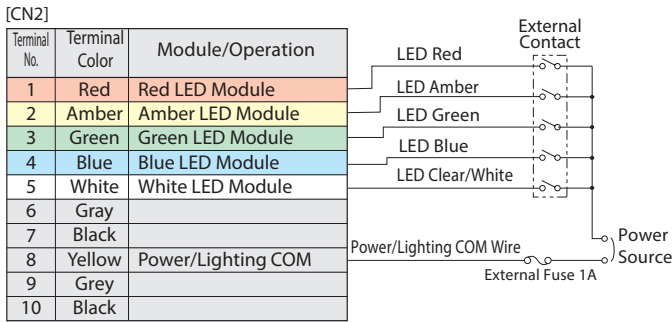 [CN2]
Terminal No. Terminal Color Module/Operation
1 Red Red LED Module
2 Amber Amber LED Module
3 Green Green LED Module
4 Blue Blue LED Module
5 White White LED Module
6 Gray
7 Black
8 Yellow Power/Lighting COM
9 Grey
10 Black
External
Contact
LED Red
LED Amber
LED Green
LED Blue
LED Clear/White
Power/Lighting COM Wire
External Fuse 1A
Power
Source